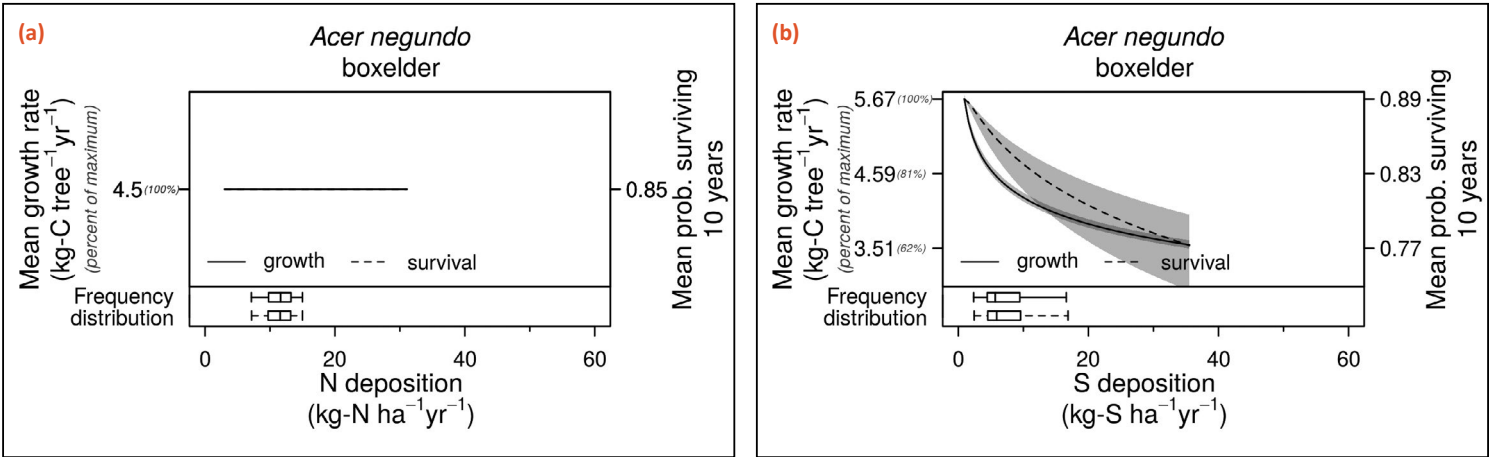 (a)
Acer negundo
boxelder
Mean growth rate
(kg-C tree⁻¹yr⁻¹)
(percent of maximum)
4.5 (100%)
0.85
Mean prob. surviving
10 years
growth
survival
Frequency
distribution
0 20 40 60
N deposition
(kg-N ha⁻¹yr⁻¹)
(b)
Acer negundo
boxelder
Mean growth rate
(kg-C tree⁻¹yr⁻¹)
(percent of maximum)
5.67 (100%)
4.59 (81%)
3.51 (62%)
0.89
0.83
0.77
Mean prob. surviving
10 years
growth
survival
Frequency
distribution
0 20 40 60
S deposition
(kg-S ha⁻¹yr⁻¹)